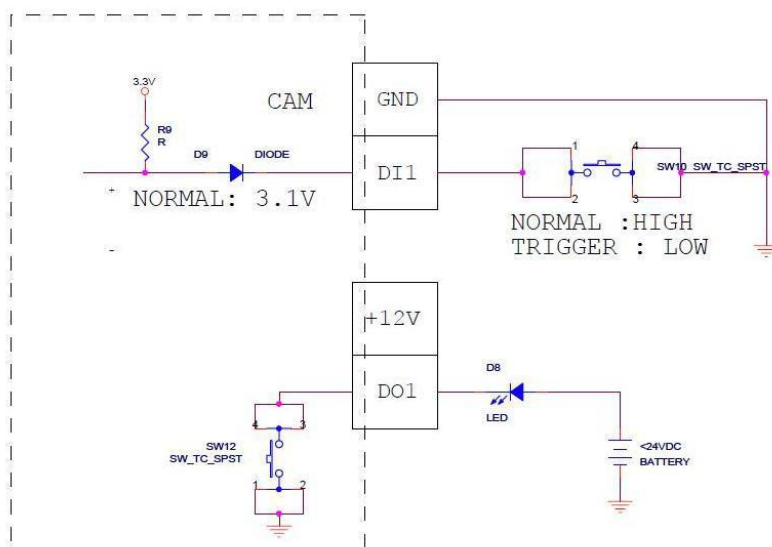 3.3V
R9
R
CAM
GND
D9 DIODE
DI1
NORMAL: 3.1V
+
-
1 4
2 3
SW10 SW_TC_SPST
NORMAL :HIGH
TRIGGER : LOW
+12V
DO1
D8
LED
4 3
SW12
SW_TC_SPST
1 2
<24VDC
BATTERY